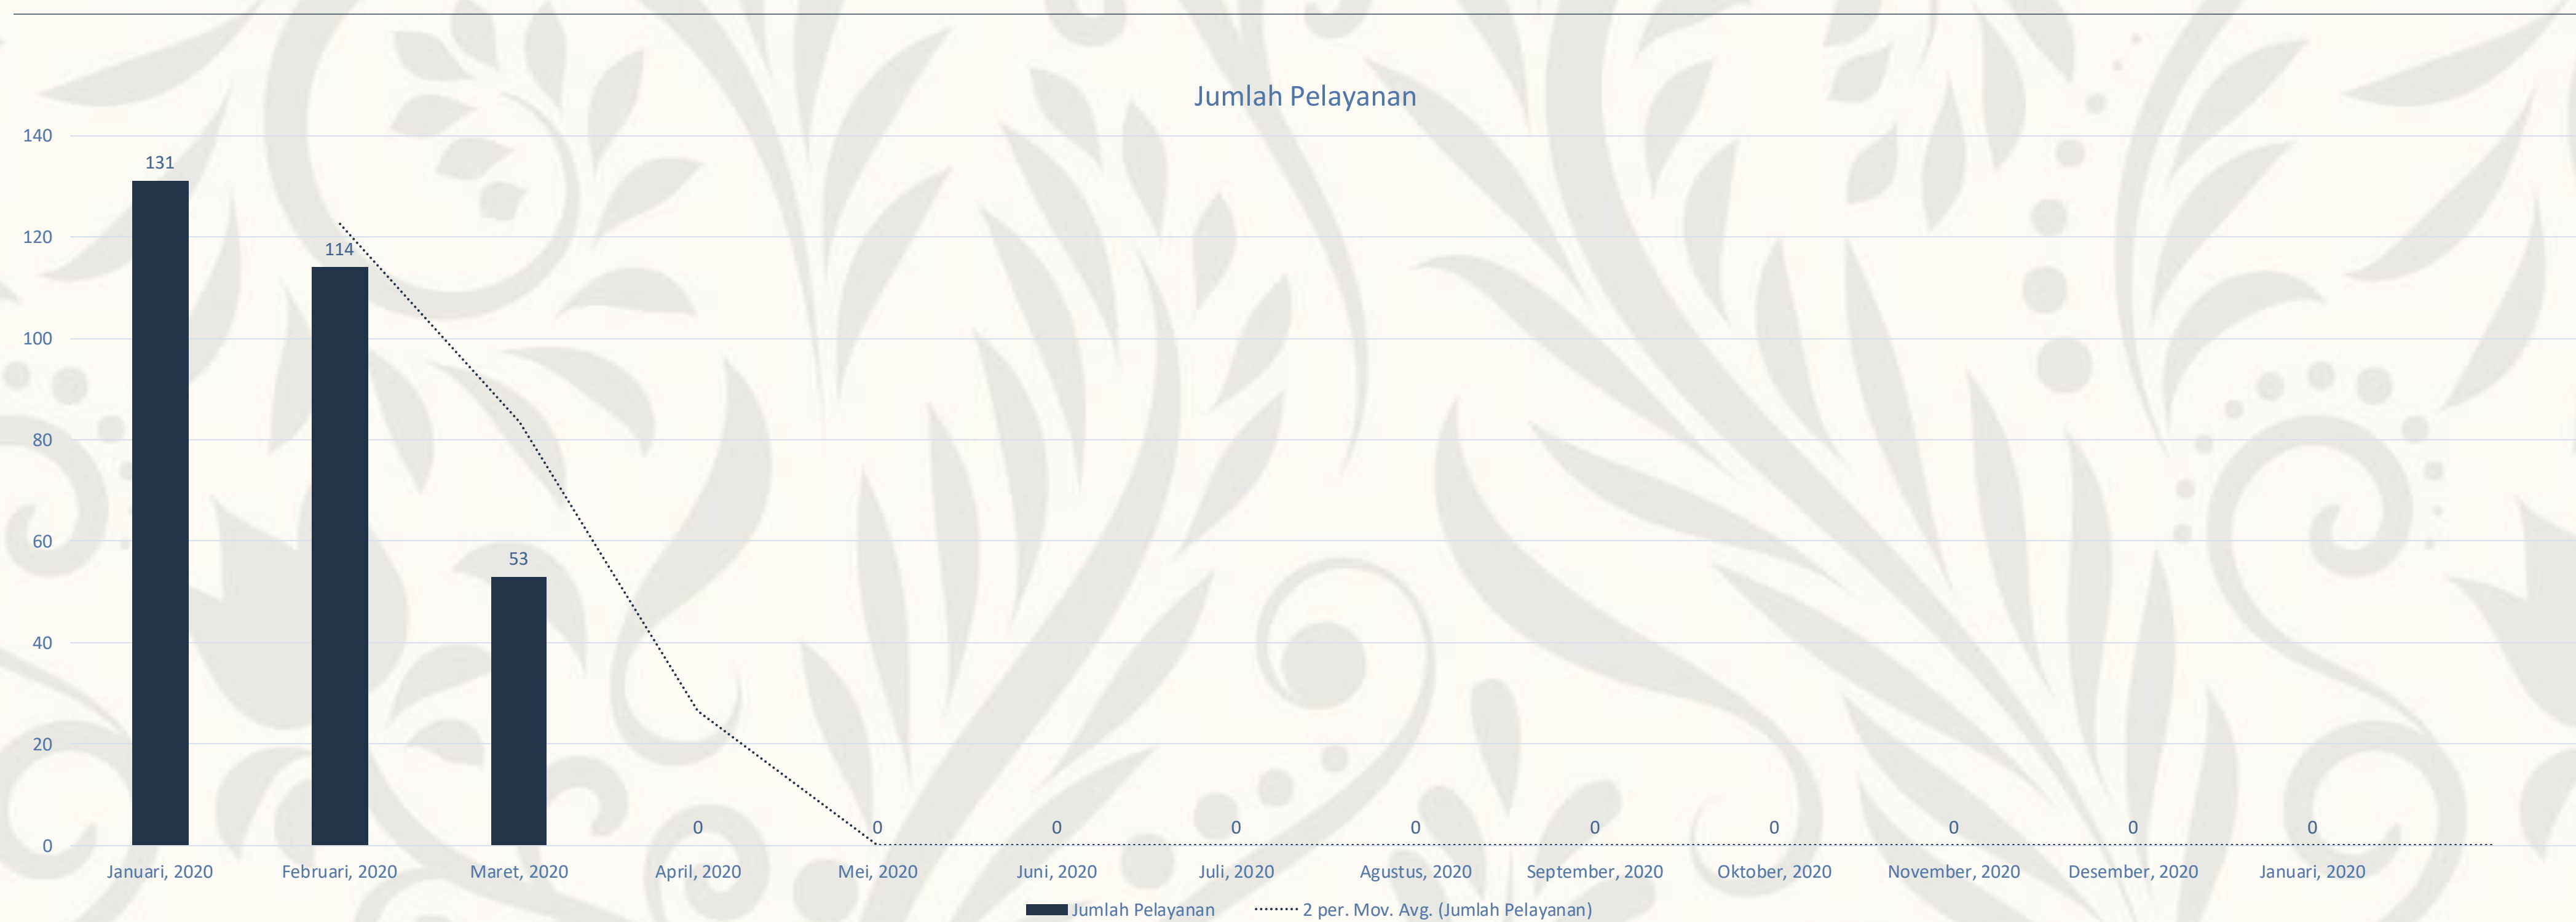 Jumlah Pelayanan
140
131
120
114
100
80
60
53
40
20
0 0 0 0 0 0 0 0 0 0
0
Januari, 2020 Februari, 2020 Maret, 2020 April, 2020 Mei, 2020 Juni, 2020 Juli, 2020 Agustus, 2020 September, 2020 Oktober, 2020 November, 2020 Desember, 2020 Januari, 2020
Jumlah Pelayanan 2 per. Mov. Avg. (Jumlah Pelayanan)